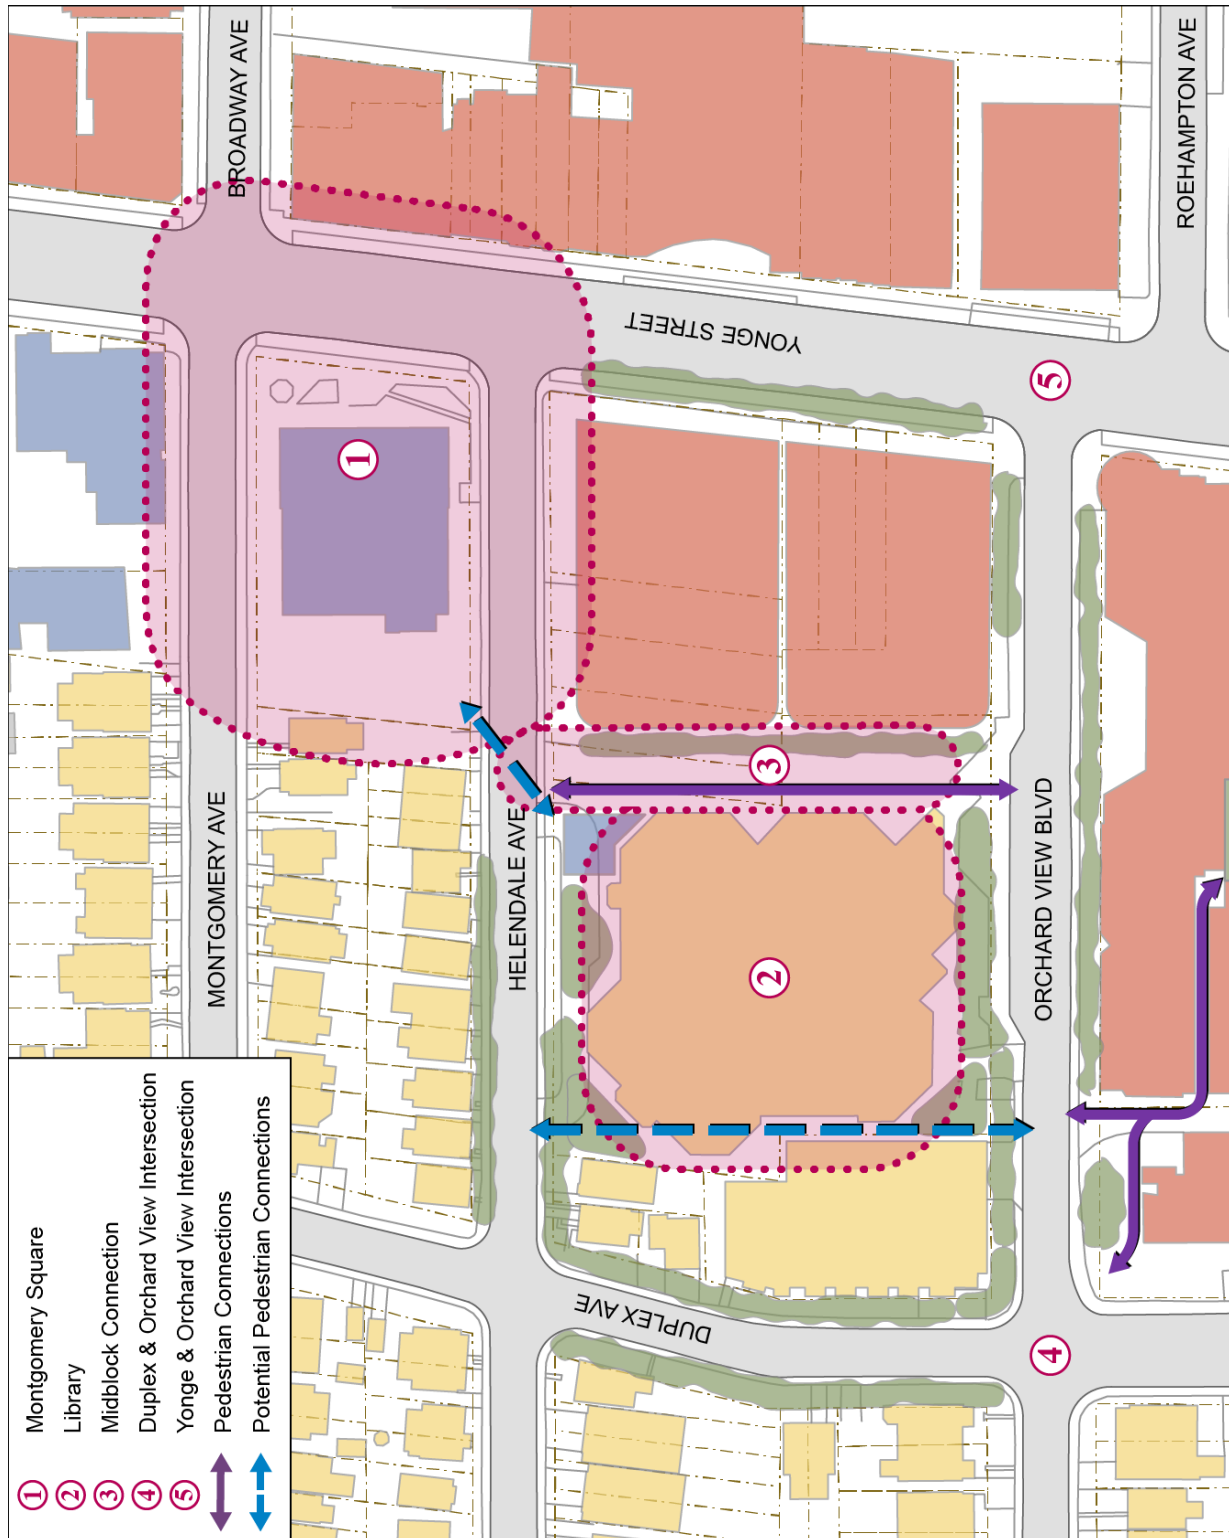 BROADWAY AVE
ROEHAMPTON AVE
YONGE STREET
5
1
3
MONTGOMERY AVE
HELENDALE AVE
ORCHARD VIEW BLVD
2
DUPLEX AVE
4
1 Montgomery Square
2 Library
3 Midblock Connection
4 Duplex & Orchard View Intersection
5 Yonge & Orchard View Intersection
Pedestrian Connections
Potential Pedestrian Connections